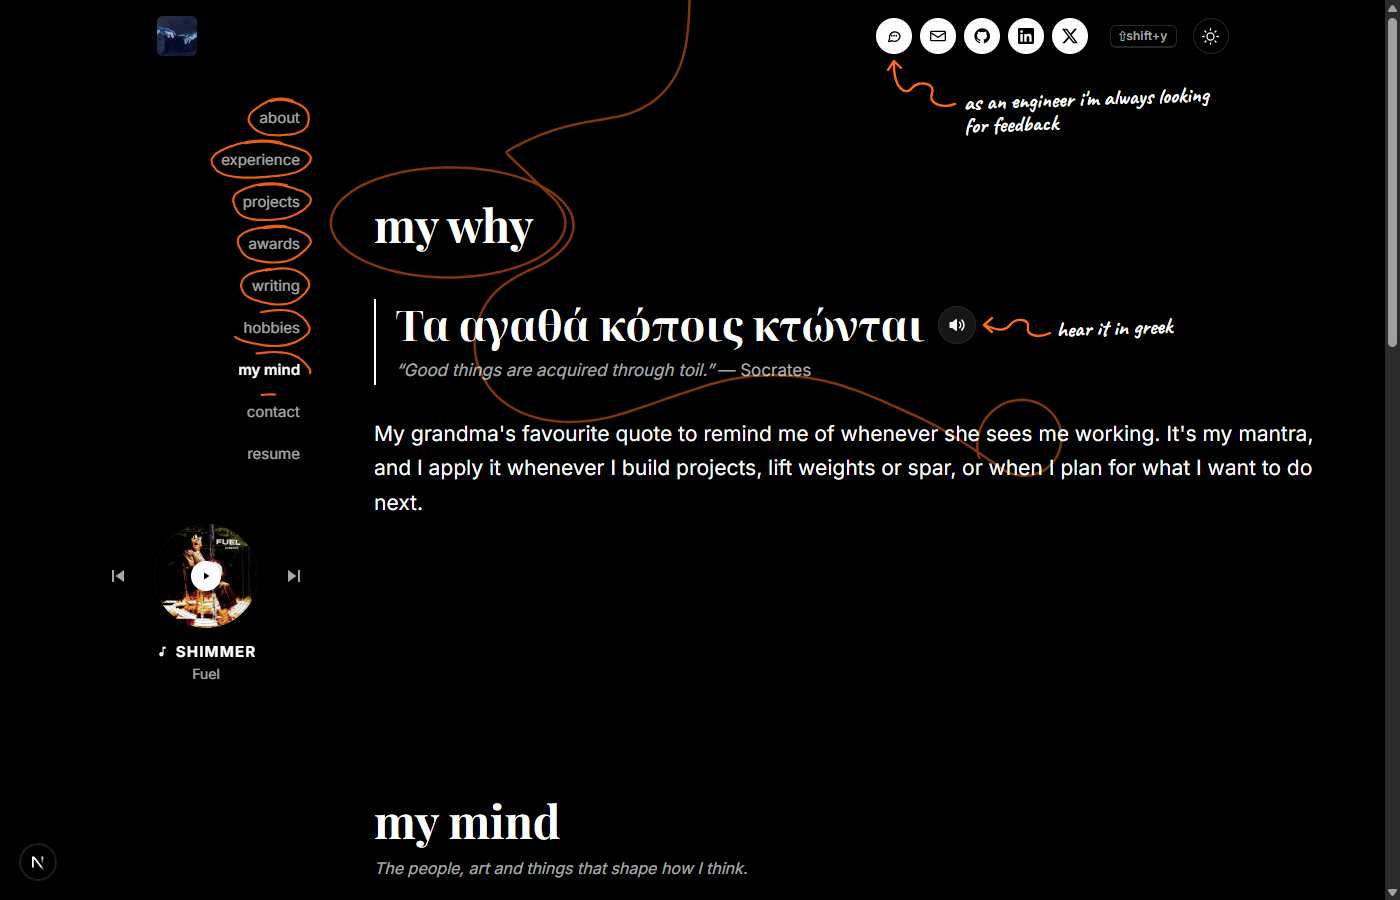 ⇧shift+y
as an engineer i'm always looking
for feedback
about
experience
projects
awards
writing
hobbies
my mind
contact
resume
my why
Τα αγαθά κόποις κτώνται
hear it in greek
“Good things are acquired through toil.” — Socrates
My grandma's favourite quote to remind me of whenever she sees me working. It's my mantra,
and I apply it whenever I build projects, lift weights or spar, or when I plan for what I want to do
next.
FUEL
SHIMMER
Fuel
my mind
The people, art and things that shape how I think.
N